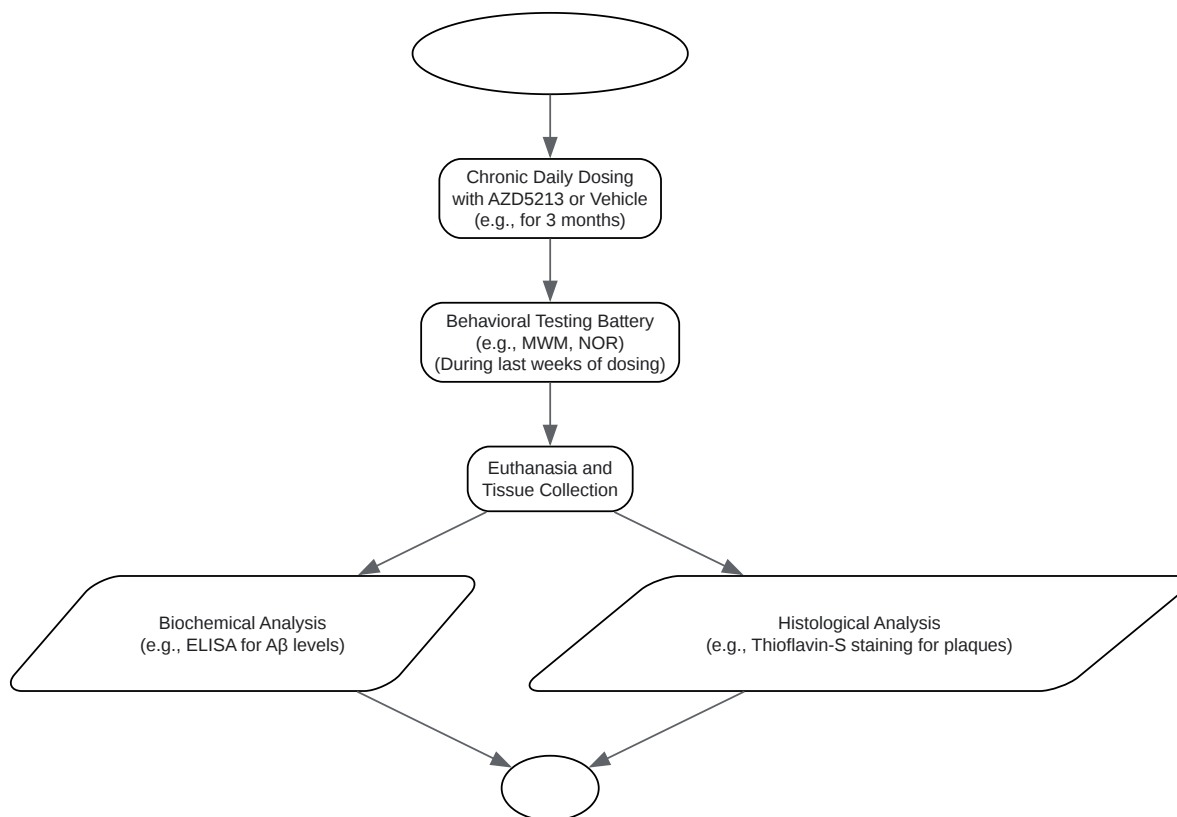 Chronic Daily Dosing
with AZD5213 or Vehicle
(e.g., for 3 months)
Behavioral Testing Battery
(e.g., MWM, NOR)
(During last weeks of dosing)
Euthanasia and
Tissue Collection
Biochemical Analysis
(e.g., ELISA for Aβ levels)
Histological Analysis
(e.g., Thioflavin-S staining for plaques)